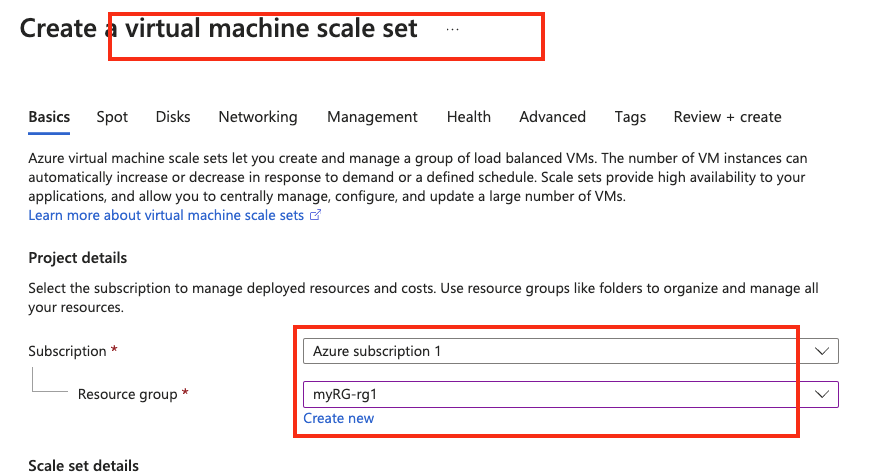 Create a virtual machine scale set ...
Basics Spot Disks Networking Management Health Advanced Tags Review + create
Azure virtual machine scale sets let you create and manage a group of load balanced VMs. The number of VM instances can
automatically increase or decrease in response to demand or a defined schedule. Scale sets provide high availability to your
applications, and allow you to centrally manage, configure, and update a large number of VMs.
Learn more about virtual machine scale sets
Project details
Select the subscription to manage deployed resources and costs. Use resource groups like folders to organize and manage all
your resources.
Subscription * Azure subscription 1
Resource group * myRG-rg1
Create new
Scale set details